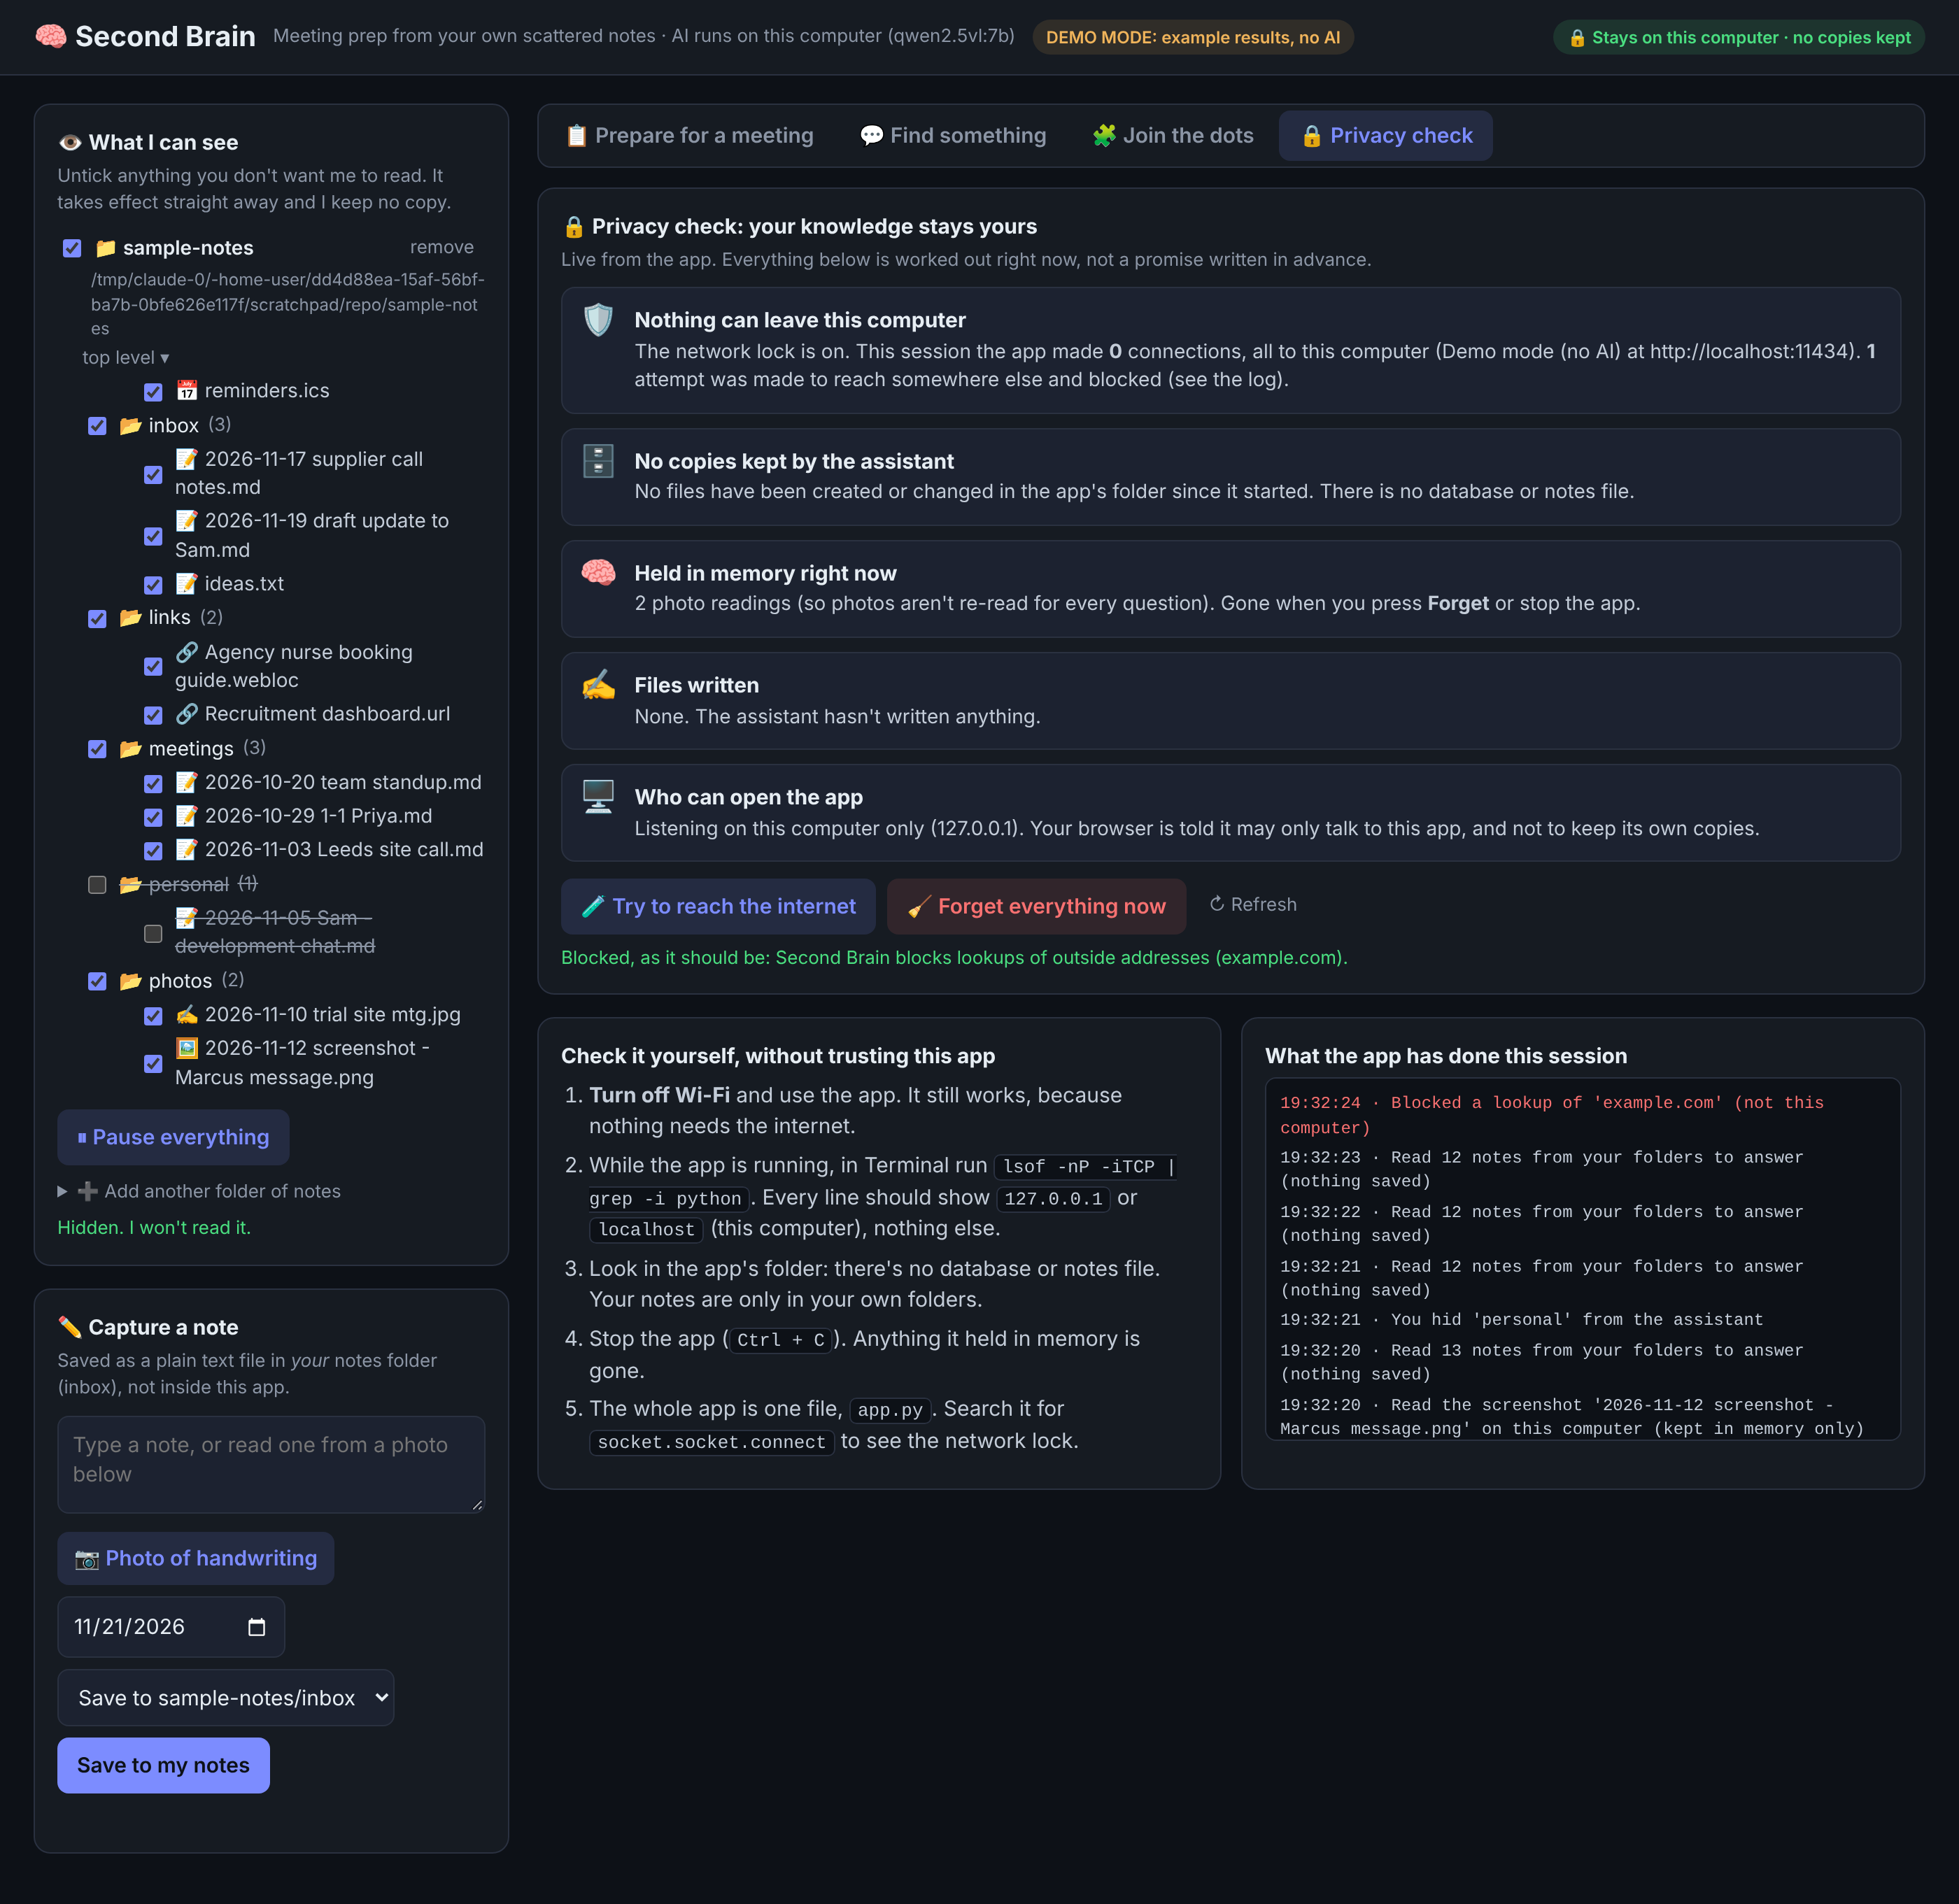 Second Brain
Meeting prep from your own scattered notes · AI runs on this computer (qwen2.5vl:7b)
DEMO MODE: example results, no AI
Stays on this computer · no copies kept
What I can see
Untick anything you don't want me to read. It
takes effect straight away and I keep no copy.
sample-notes
remove
/tmp/claude-0/-home-user/dd4d88ea-15af-56bf-
ba7b-0bfe626e117f/scratchpad/repo/sample-not
es
top level ▾
reminders.ics
inbox (3)
2026-11-17 supplier call
notes.md
2026-11-19 draft update to
Sam.md
ideas.txt
links (2)
Agency nurse booking
guide.webloc
Recruitment dashboard.url
meetings (3)
2026-10-20 team standup.md
2026-10-29 1-1 Priya.md
2026-11-03 Leeds site call.md
personal (1)
2026-11-05 Sam -
development chat.md
photos (2)
2026-11-10 trial site mtg.jpg
2026-11-12 screenshot -
Marcus message.png
Pause everything
Add another folder of notes
Hidden. I won't read it.
Capture a note
Saved as a plain text file in your notes folder
(inbox), not inside this app.
Type a note, or read one from a photo
below
Photo of handwriting
11/21/2026
Save to sample-notes/inbox
Save to my notes
Prepare for a meeting
Find something
Join the dots
Privacy check
Privacy check: your knowledge stays yours
Live from the app. Everything below is worked out right now, not a promise written in advance.
Nothing can leave this computer
The network lock is on. This session the app made 0 connections, all to this computer (Demo mode (no AI) at http://localhost:11434). 1
attempt was made to reach somewhere else and blocked (see the log).
No copies kept by the assistant
No files have been created or changed in the app's folder since it started. There is no database or notes file.
Held in memory right now
2 photo readings (so photos aren't re-read for every question). Gone when you press Forget or stop the app.
Files written
None. The assistant hasn't written anything.
Who can open the app
Listening on this computer only (127.0.0.1). Your browser is told it may only talk to this app, and not to keep its own copies.
Try to reach the internet
Forget everything now
↻ Refresh
Blocked, as it should be: Second Brain blocks lookups of outside addresses (example.com).
Check it yourself, without trusting this app
1. Turn off Wi-Fi and use the app. It still works, because
nothing needs the internet.
2. While the app is running, in Terminal run lsof -nP -iTCP |
grep -i python. Every line should show 127.0.0.1 or
localhost (this computer), nothing else.
3. Look in the app's folder: there's no database or notes file.
Your notes are only in your own folders.
4. Stop the app (Ctrl + C). Anything it held in memory is
gone.
5. The whole app is one file, app.py. Search it for
socket.socket.connect to see the network lock.
What the app has done this session
19:32:24 · Blocked a lookup of 'example.com' (not this
computer)
19:32:23 · Read 12 notes from your folders to answer
(nothing saved)
19:32:22 · Read 12 notes from your folders to answer
(nothing saved)
19:32:21 · Read 12 notes from your folders to answer
(nothing saved)
19:32:21 · You hid 'personal' from the assistant
19:32:20 · Read 13 notes from your folders to answer
(nothing saved)
19:32:20 · Read the screenshot '2026-11-12 screenshot -
Marcus message.png' on this computer (kept in memory only)